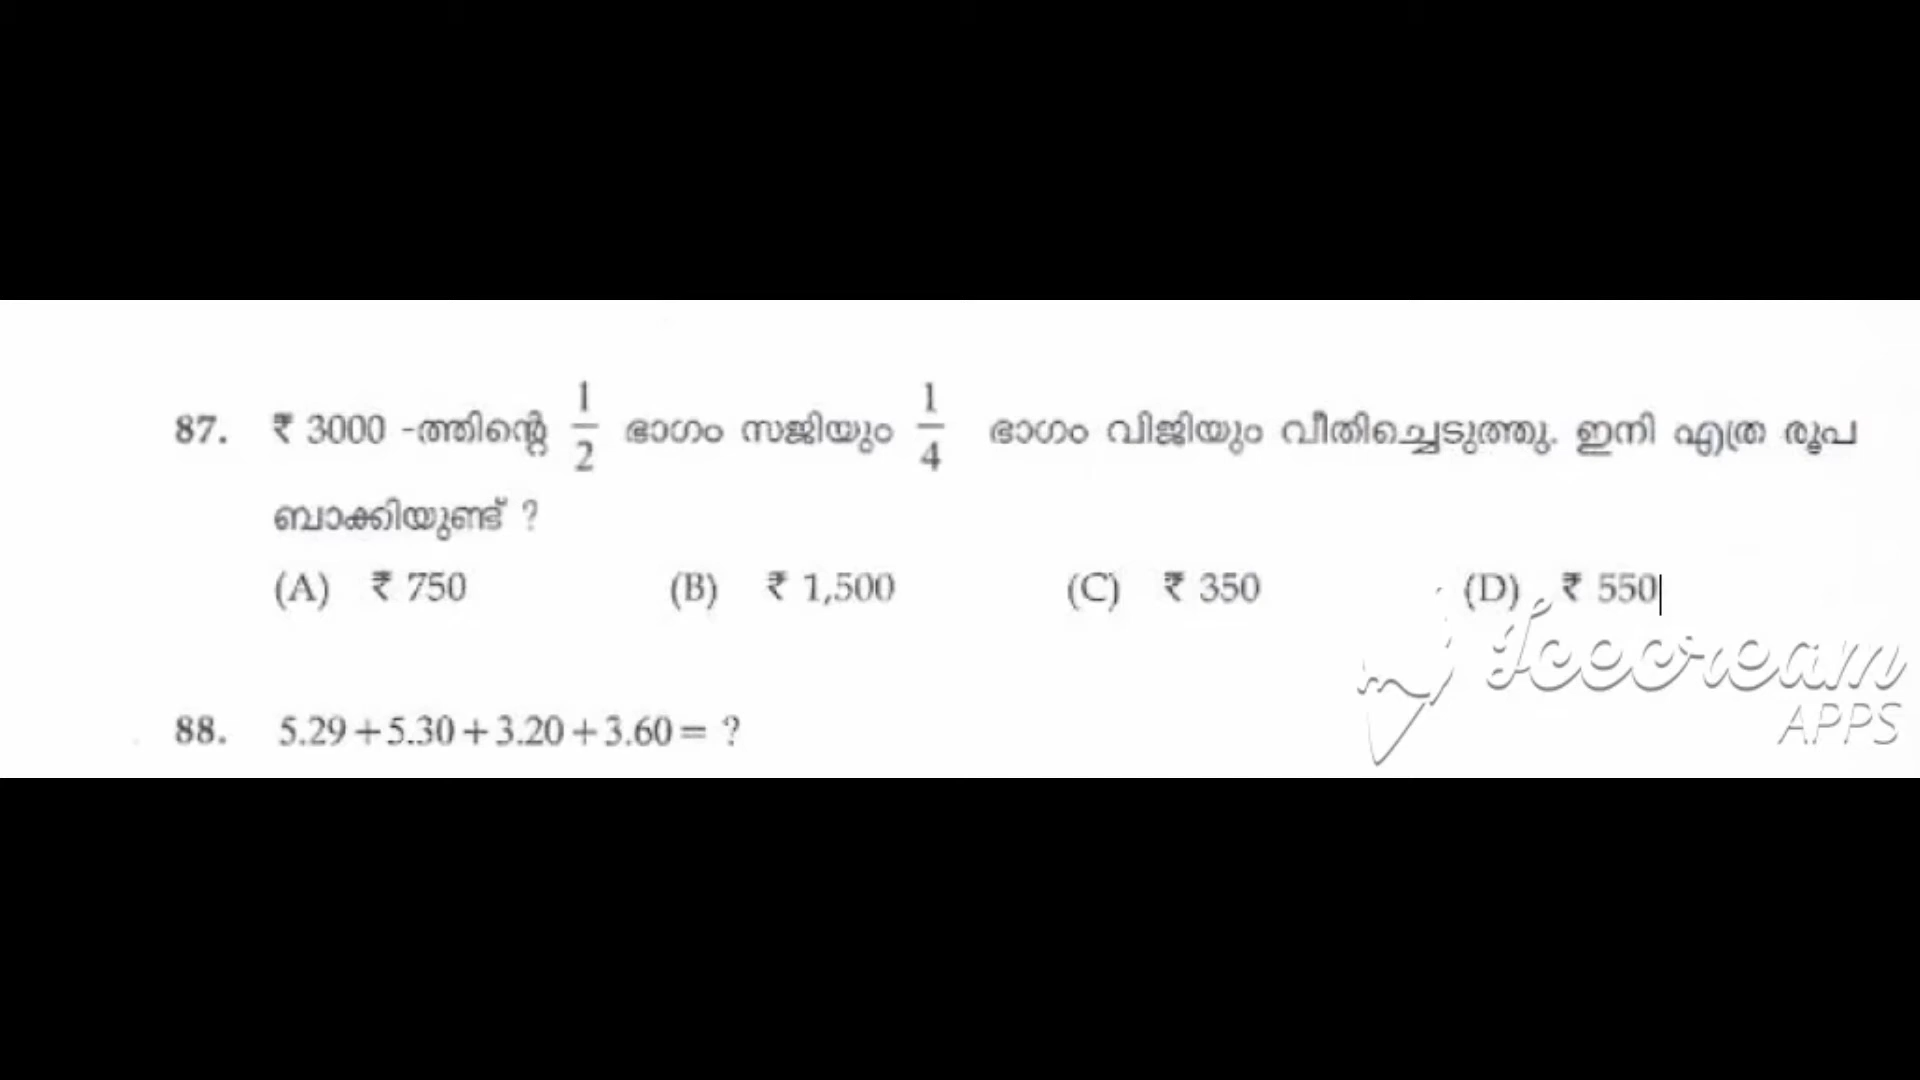 87. ₹ 3000 -ത്തിന്റെ 1/2 ഭാഗം സജിയും 1/4 ഭാഗം വിജിയും വീതിച്ചെടുത്തു. ഇനി എത്ര രൂപ
ബാക്കിയുണ്ട് ?
(A) ₹ 750 (B) ₹ 1,500 (C) ₹ 350 (D) ₹ 550
Icecream
APPS
88. 5.29+5.30+3.20+3.60= ?